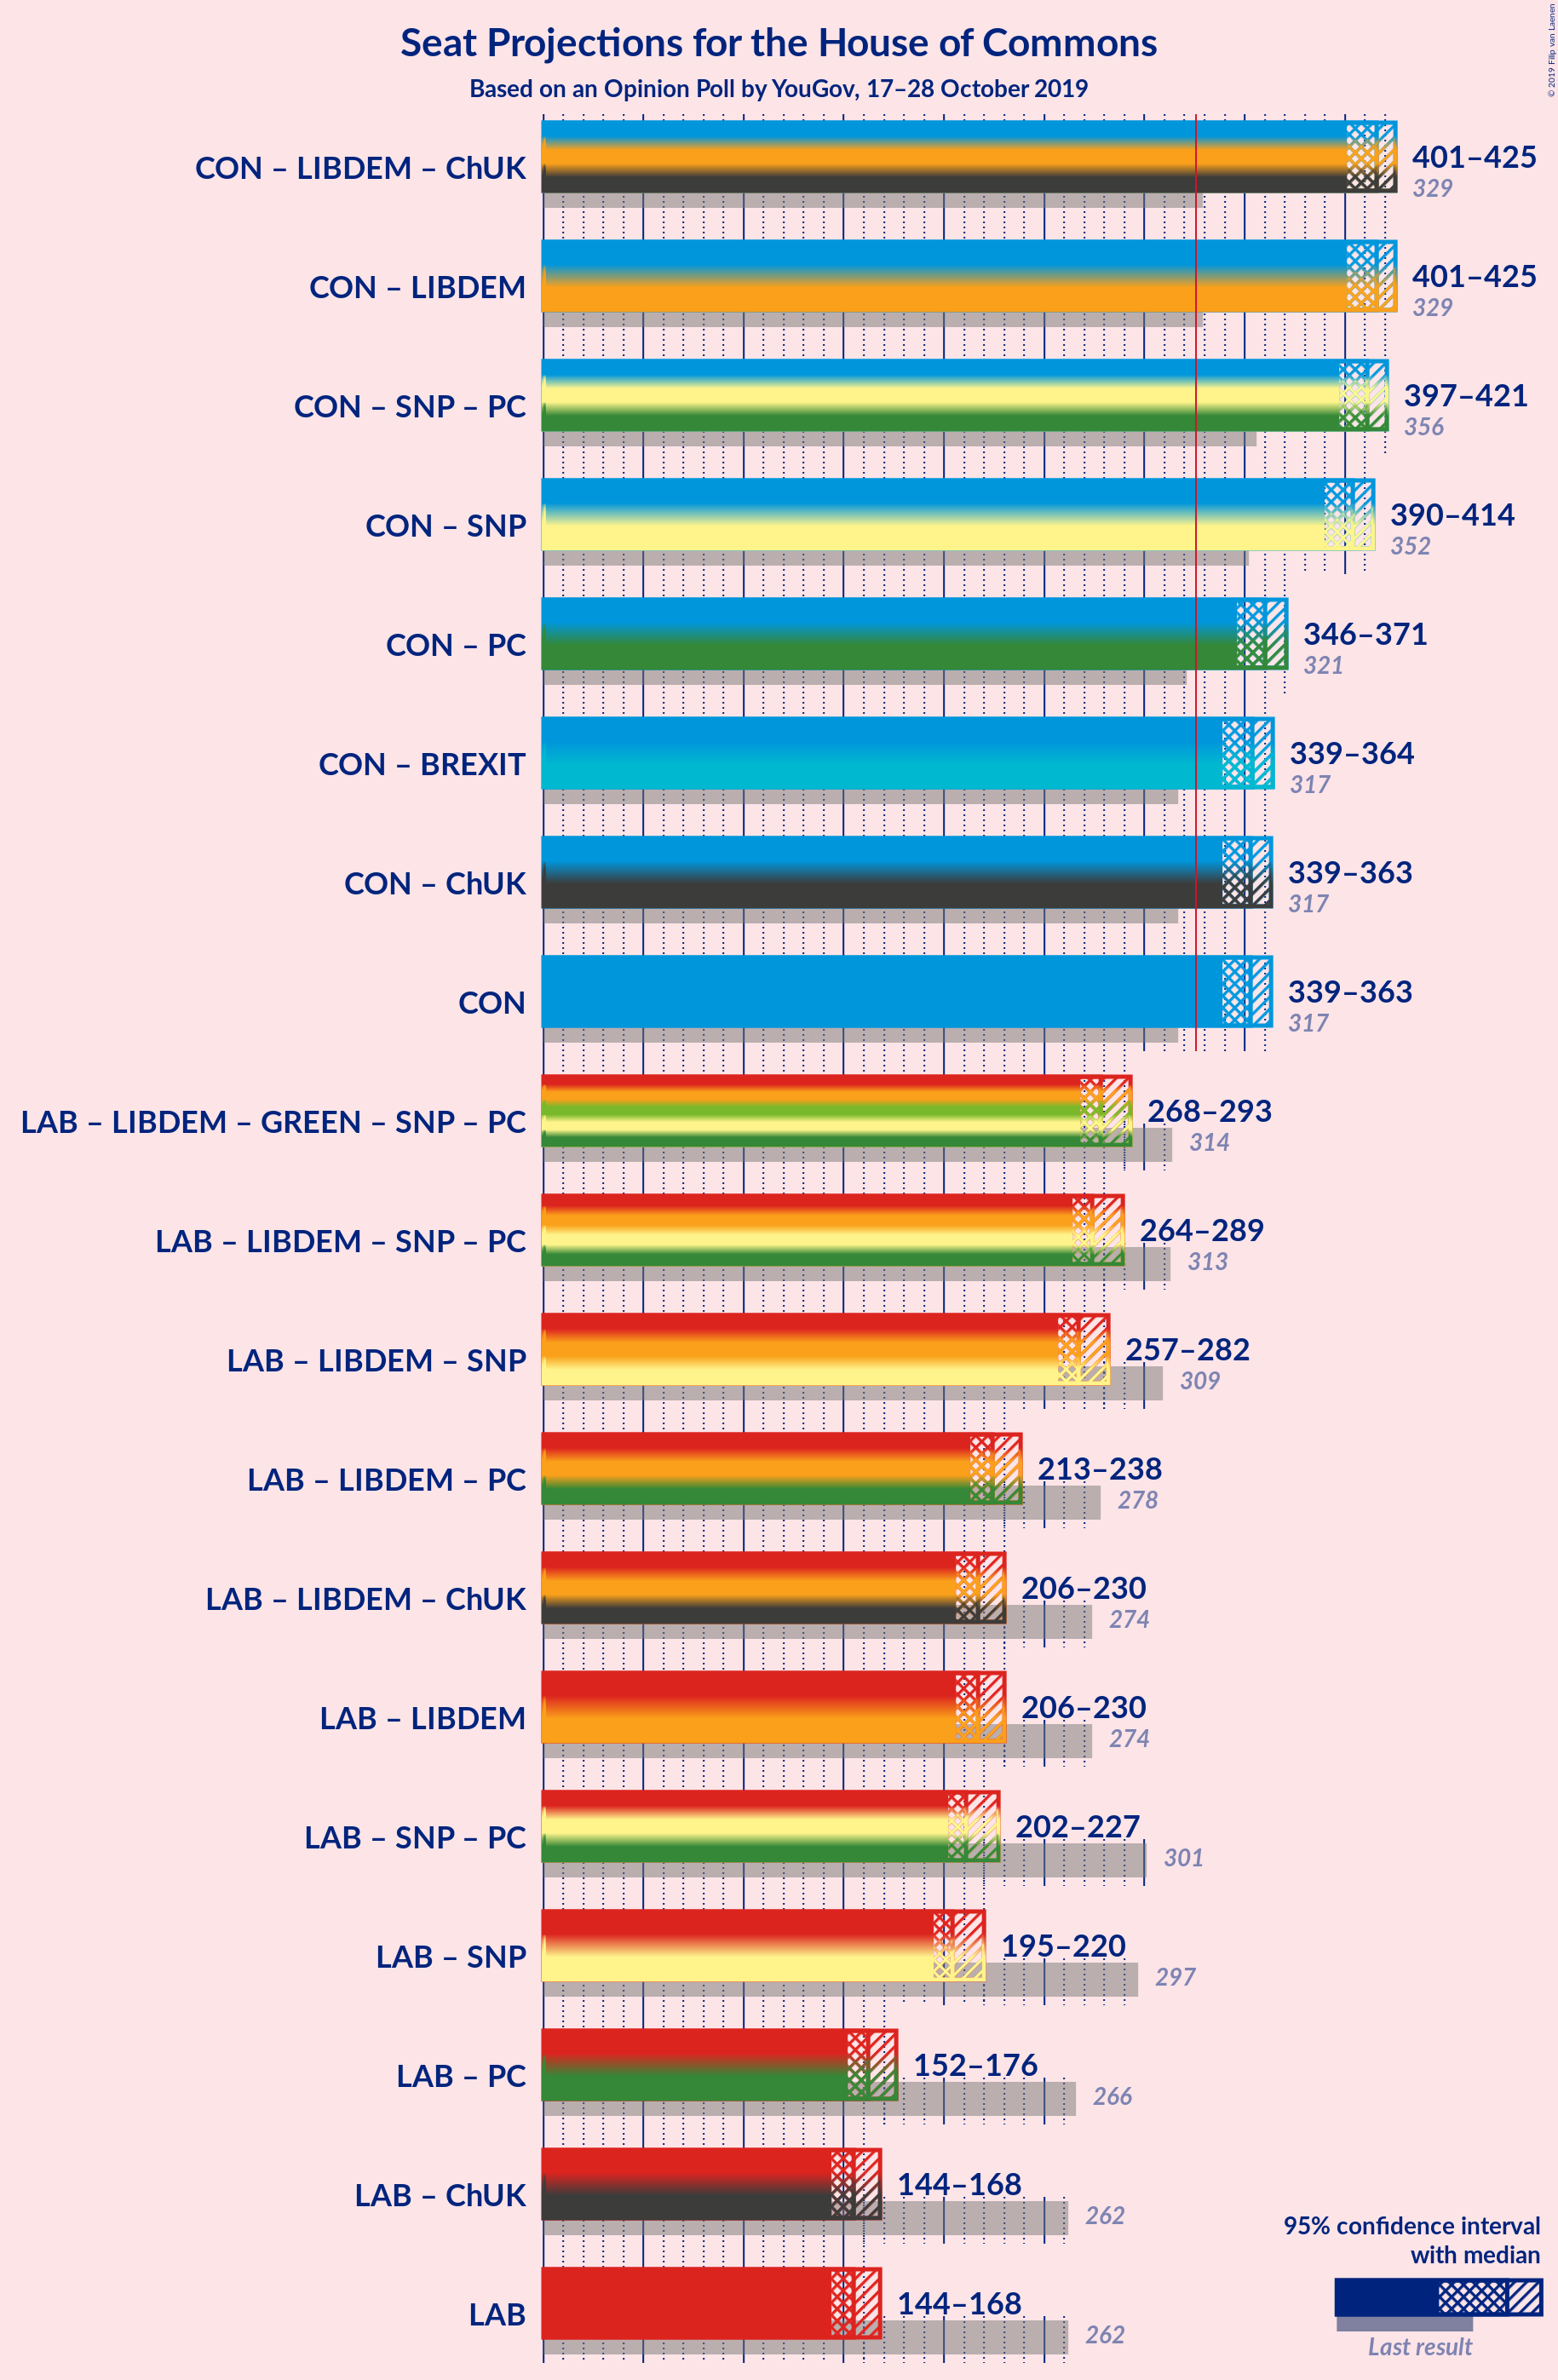 Seat Projections for the House of Commons
Based on an Opinion Poll by YouGov, 17–28 October 2019
© 2019 Filip van Laenen
CON – LIBDEM – ChUK
401–425
329
CON – LIBDEM
401–425
329
CON – SNP – PC
397–421
356
CON – SNP
390–414
352
CON – PC
346–371
321
CON – BREXIT
339–364
317
CON – ChUK
339–363
317
CON
339–363
317
LAB – LIBDEM – GREEN – SNP – PC
268–293
314
LAB – LIBDEM – SNP – PC
264–289
313
LAB – LIBDEM – SNP
257–282
309
LAB – LIBDEM – PC
213–238
278
LAB – LIBDEM – ChUK
206–230
274
LAB – LIBDEM
206–230
274
LAB – SNP – PC
202–227
301
LAB – SNP
195–220
297
LAB – PC
152–176
266
LAB – ChUK
144–168
262
LAB
144–168
262
95% confidence interval
with median
Last result